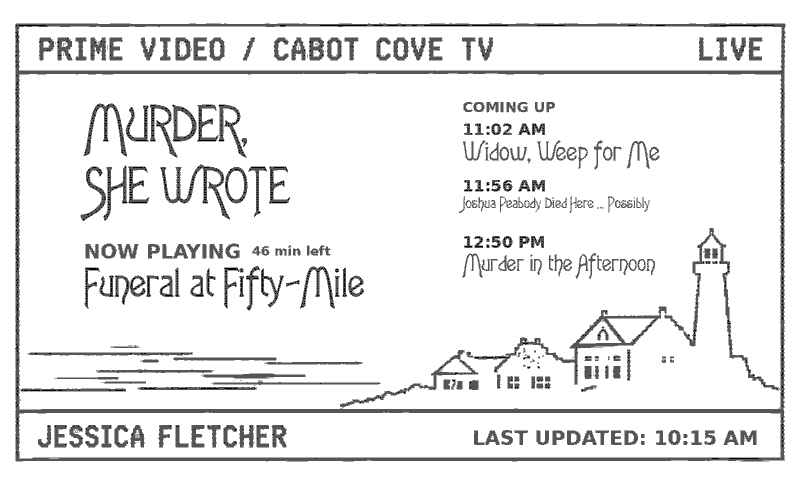 PRIME VIDEO / CABOT COVE TV
LIVE
MURDER,
SHE WROTE
NOW PLAYING 46 min left
Funeral at Fifty-Mile
COMING UP
11:02 AM
Widow, Weep for Me
11:56 AM
Joshua Peabody Died Here ... Possibly
12:50 PM
Murder in the Afternoon
JESSICA FLETCHER
LAST UPDATED: 10:15 AM